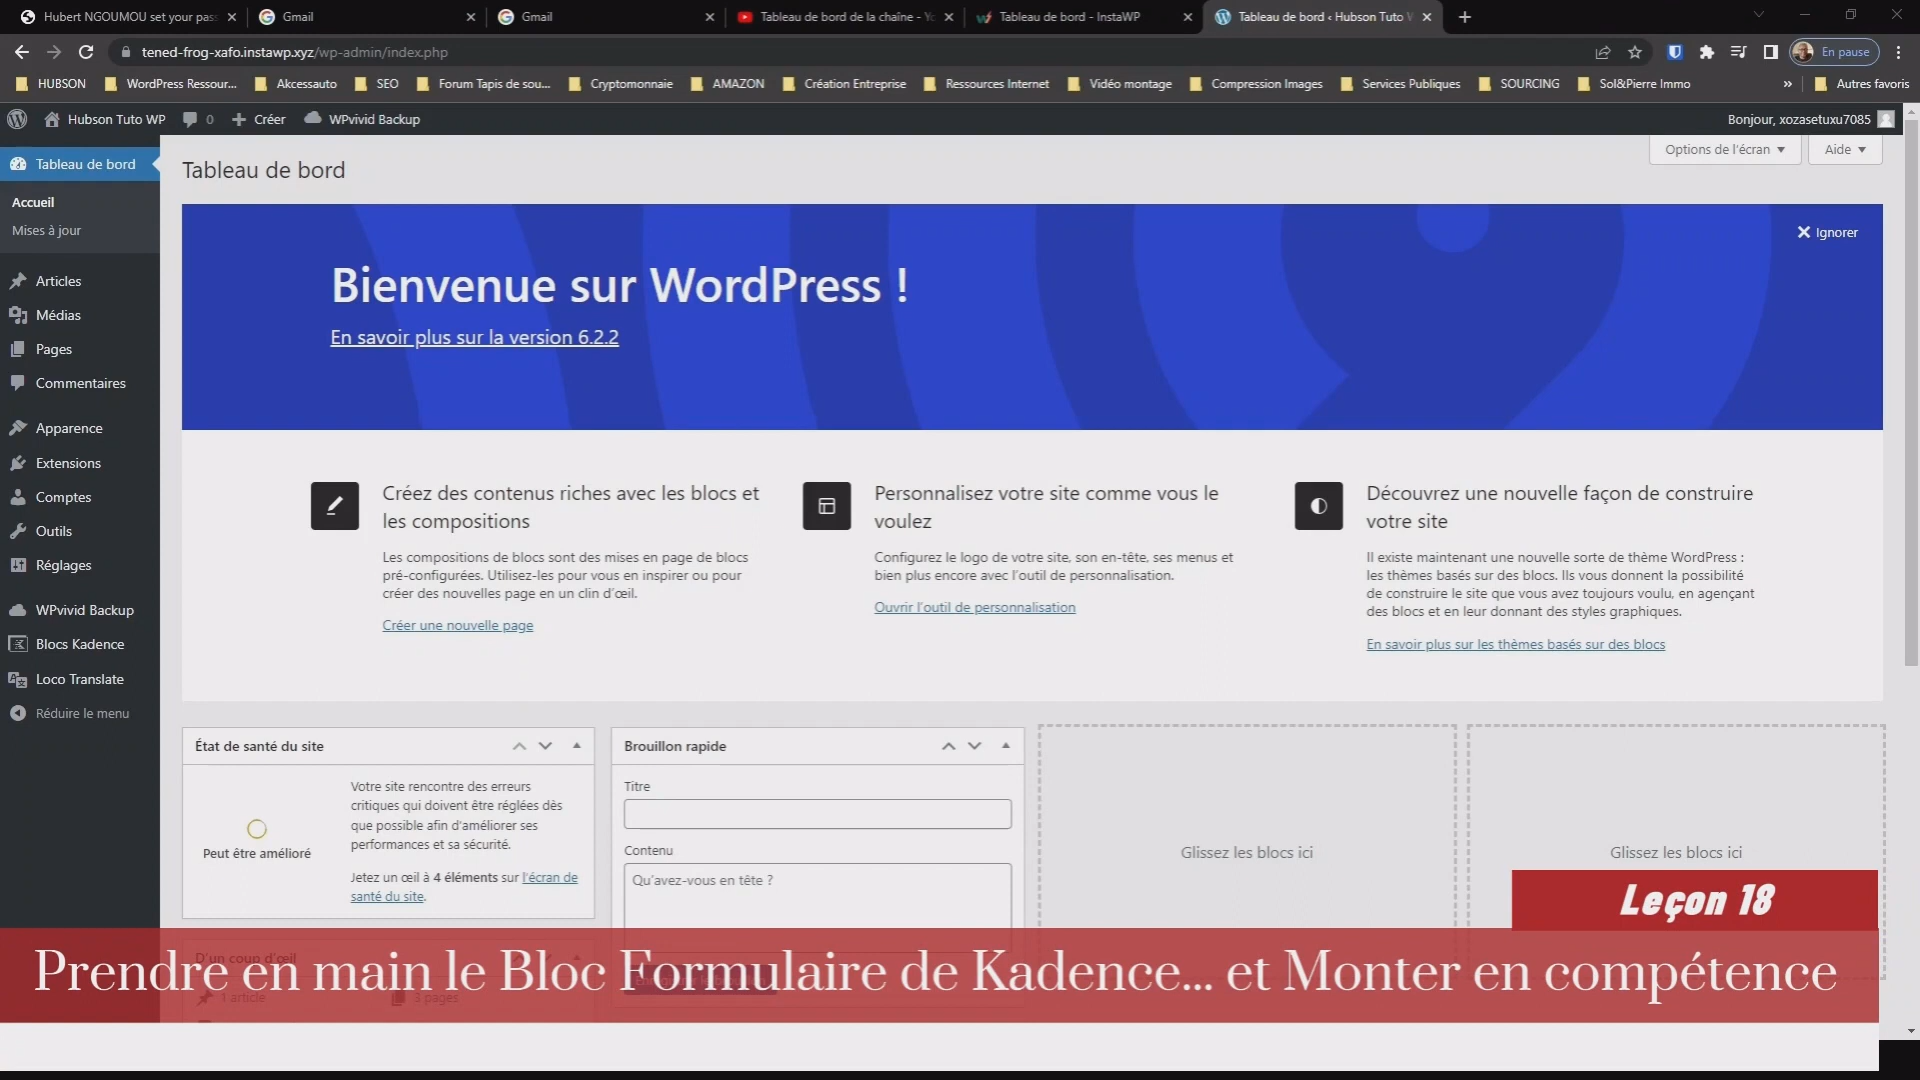 Hubert NGOUMOU set your pass
Gmail
Gmail
Tableau de bord de la chaîne - Yo
Tableau de bord - InstaWP
Tableau de bord ‹ Hubson Tuto W
tened-frog-xafo.instawp.xyz/wp-admin/index.php
En pause
HUBSON
WordPress Ressour...
Akcessauto
SEO
Forum Tapis de sou...
Cryptomonnaie
AMAZON
Création Entreprise
Ressources Internet
Vidéo montage
Compression Images
Services Publiques
SOURCING
Sol&Pierre Immo
»
Autres favoris
Hubson Tuto WP
0
Créer
WPvivid Backup
Bonjour, xozasetuxu7085
Tableau de bord
Accueil
Mises à jour
Articles
Médias
Pages
Commentaires
Apparence
Extensions
Comptes
Outils
Réglages
WPvivid Backup
Blocs Kadence
Loco Translate
Réduire le menu
Options de l'écran
Aide
Tableau de bord
Ignorer
Bienvenue sur WordPress !
En savoir plus sur la version 6.2.2
Créez des contenus riches avec les blocs et
les compositions
Les compositions de blocs sont des mises en page de blocs
pré-configurées. Utilisez-les pour vous en inspirer ou pour
créer des nouvelles page en un clin d'œil.
Créer une nouvelle page
Personnalisez votre site comme vous le
voulez
Configurez le logo de votre site, son en-tête, ses menus et
bien plus encore avec l'outil de personnalisation.
Ouvrir l'outil de personnalisation
Découvrez une nouvelle façon de construire
votre site
Il existe maintenant une nouvelle sorte de thème WordPress :
les thèmes basés sur des blocs. Ils vous donnent la possibilité
de construire le site que vous avez toujours voulu, en agençant
des blocs et en leur donnant des styles graphiques.
En savoir plus sur les thèmes basés sur des blocs
État de santé du site
Peut être amélioré
Votre site rencontre des erreurs
critiques qui doivent être réglées dès
que possible afin d'améliorer ses
performances et sa sécurité.
Jetez un œil à 4 éléments sur l'écran de
santé du site.
Brouillon rapide
Titre
Contenu
Qu'avez-vous en tête ?
Glissez les blocs ici
Glissez les blocs ici
Leçon 18
D'un coup d'œil
Prendre en main le Bloc Formulaire de Kadence... et Monter en compétence
1 article
3 pages